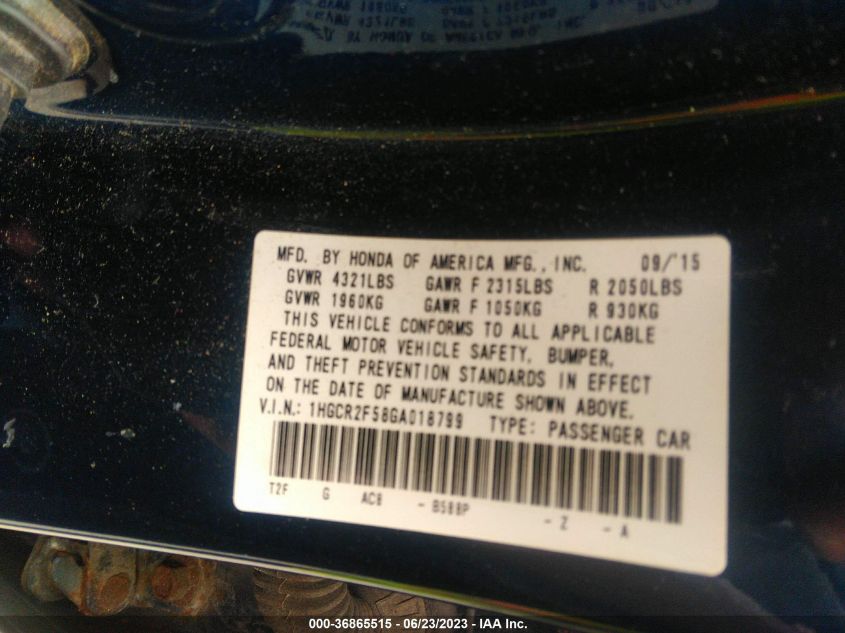 MFD. BY HONDA OF AMERICA MFG., INC. 09/'15
GVWR 4321LBS GAWR F 2315LBS R 2050LBS
GVWR 1960KG GAWR F 1050KG R 930KG
THIS VEHICLE CONFORMS TO ALL APPLICABLE
FEDERAL MOTOR VEHICLE SAFETY, BUMPER,
AND THEFT PREVENTION STANDARDS IN EFFECT
ON THE DATE OF MANUFACTURE SHOWN ABOVE.
V.I.N.: 1HGCR2F58GA018799 TYPE: PASSENGER CAR
T2F G AC8 - B588P - Z - A
000-36865515 - 06/23/2023 - IAA Inc.